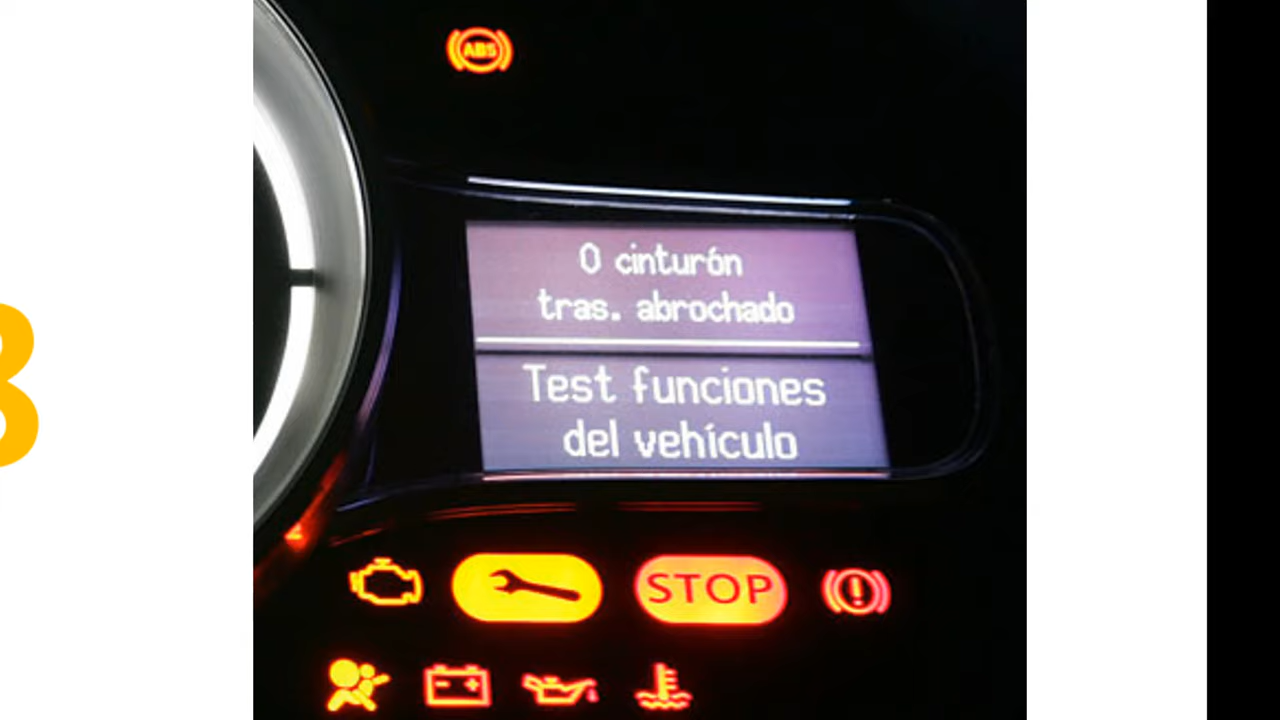 ABS
0 cinturón
tras. abrochado
Test funciones
del vehículo
STOP